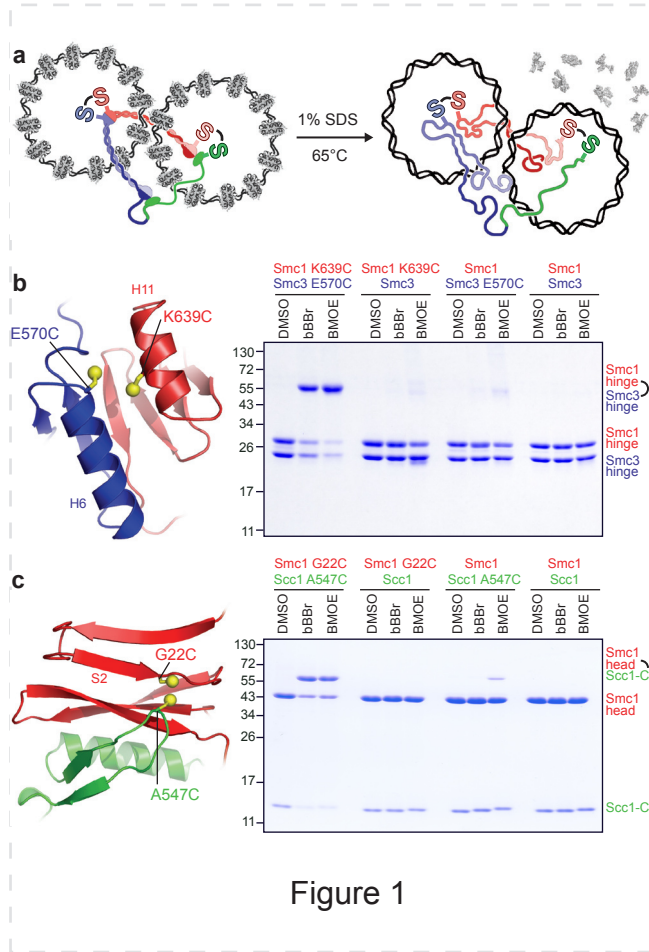 a
S
S
S
S
1% SDS
65°C
S
S
S
S
b
H11
K639C
E570C
H6
Smc1 K639C
Smc3 E570C
Smc1 K639C
Smc3
Smc1
Smc3 E570C
Smc1
Smc3
DMSO
bBBr
BMOE
DMSO
bBBr
BMOE
DMSO
bBBr
BMOE
DMSO
bBBr
BMOE
130
72
55
43
34
26
17
11
Smc1
hinge
Smc3
hinge
Smc1
hinge
Smc3
hinge
c
G22C
S2
A547C
Smc1 G22C
Scc1 A547C
Smc1 G22C
Scc1
Smc1
Scc1 A547C
Smc1
Scc1
DMSO
bBBr
BMOE
DMSO
bBBr
BMOE
DMSO
bBBr
BMOE
DMSO
bBBr
BMOE
130
72
55
43
34
26
17
11
Smc1
head
Scc1-C
Smc1
head
Scc1-C
Figure 1